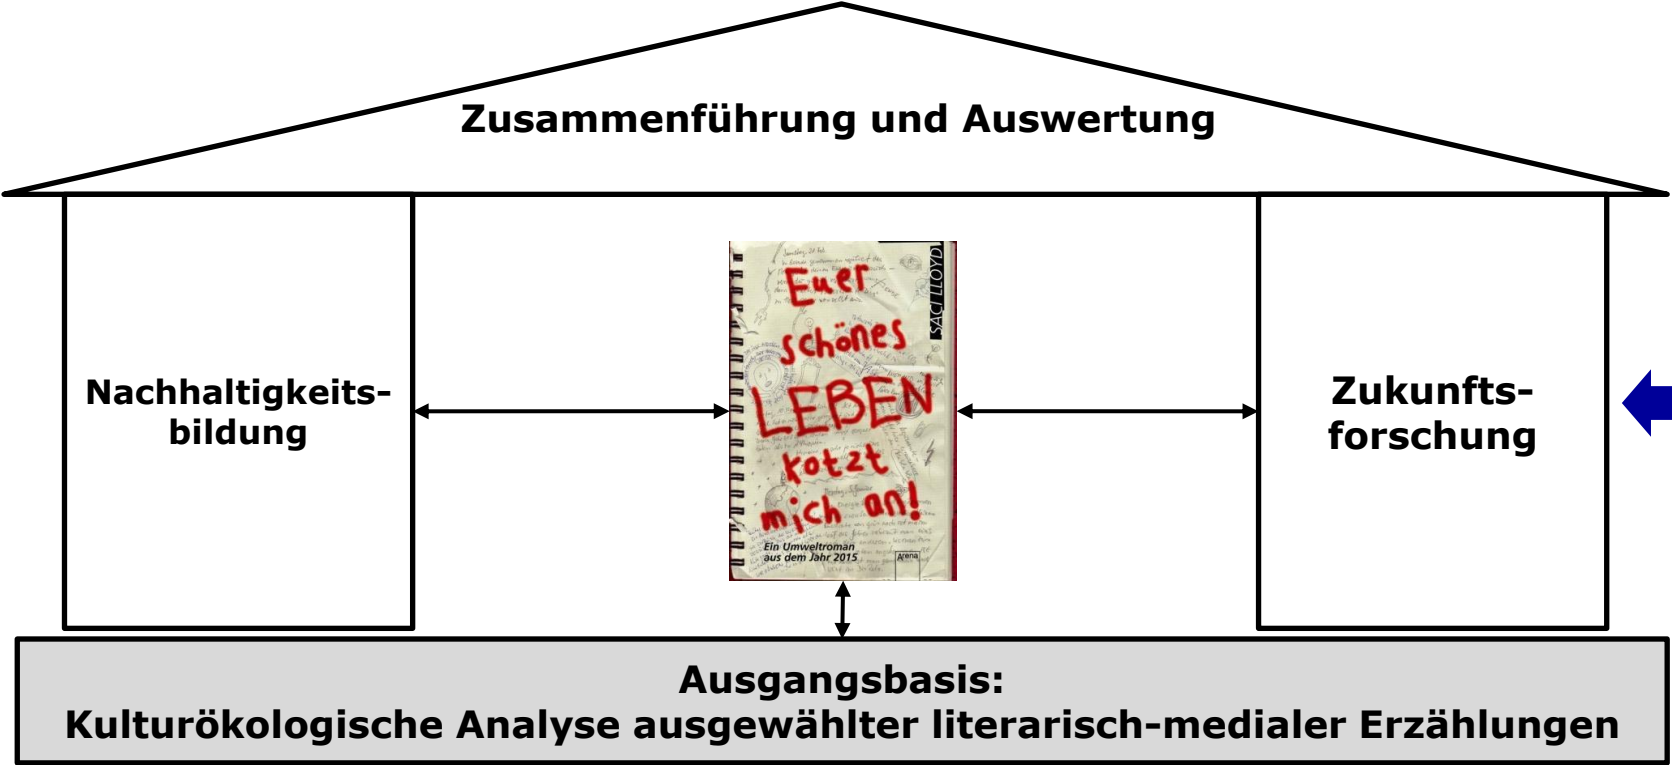 Zusammenführung und Auswertung
Nachhaltigkeits-
bildung
SACI LLOYD
Euer
schönes
LEBEN
kotzt
mich an!
Ein Umweltroman
aus dem Jahr 2015
Arena
Zukunfts-
forschung
Ausgangsbasis:
Kulturökologische Analyse ausgewählter literarisch-medialer Erzählungen